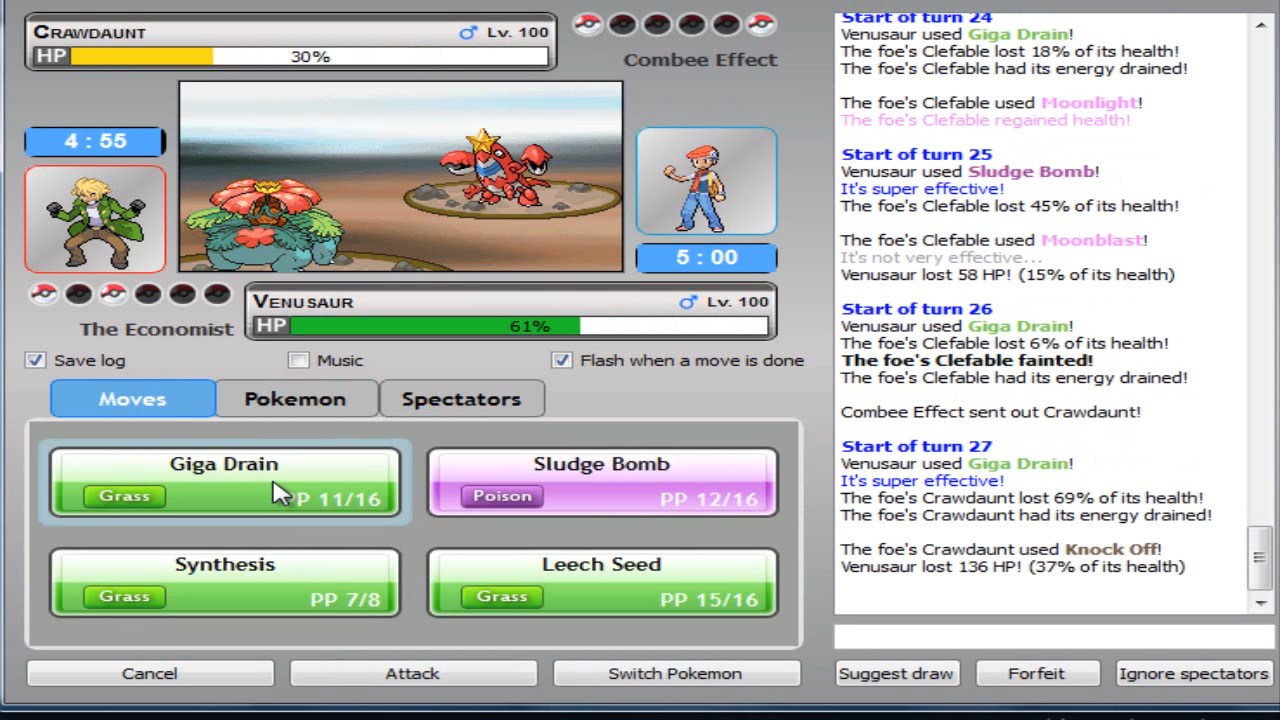 CRAWDAUNT ♂ Lv. 100
HP 30%
Combee Effect
4 : 55
5 : 00
VENUSAUR ♂ Lv. 100
HP 61%
The Economist
Save log
Music
Flash when a move is done
Moves
Pokemon
Spectators
Giga Drain
Grass PP 11/16
Sludge Bomb
Poison PP 12/16
Synthesis
Grass PP 7/8
Leech Seed
Grass PP 15/16
Cancel
Attack
Switch Pokemon
Start of turn 24
Venusaur used Giga Drain!
The foe's Clefable lost 18% of its health!
The foe's Clefable had its energy drained!
The foe's Clefable used Moonlight!
The foe's Clefable regained health!
Start of turn 25
Venusaur used Sludge Bomb!
It's super effective!
The foe's Clefable lost 45% of its health!
The foe's Clefable used Moonblast!
It's not very effective...
Venusaur lost 58 HP! (15% of its health)
Start of turn 26
Venusaur used Giga Drain!
The foe's Clefable lost 6% of its health!
The foe's Clefable fainted!
The foe's Clefable had its energy drained!
Combee Effect sent out Crawdaunt!
Start of turn 27
Venusaur used Giga Drain!
It's super effective!
The foe's Crawdaunt lost 69% of its health!
The foe's Crawdaunt had its energy drained!
The foe's Crawdaunt used Knock Off!
Venusaur lost 136 HP! (37% of its health)
Suggest draw
Forfeit
Ignore spectators